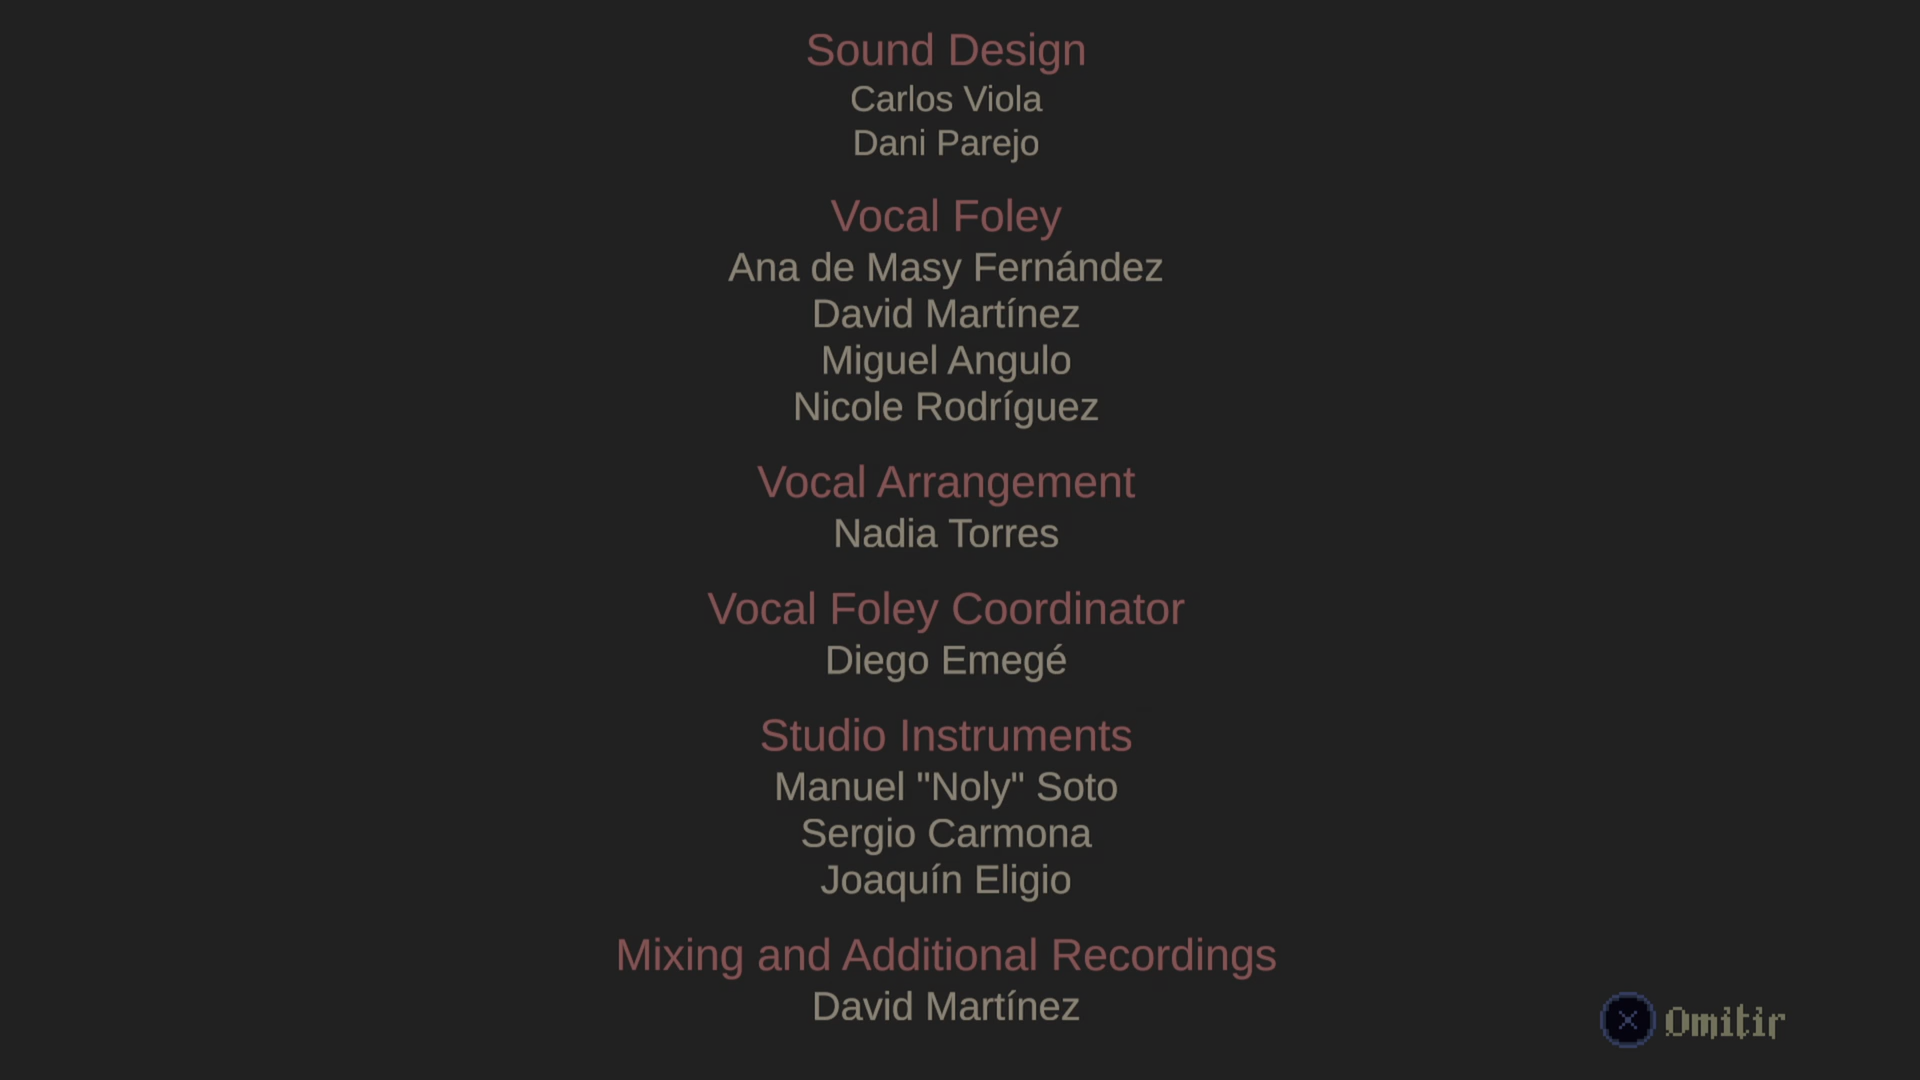 Sound Design
Carlos Viola
Dani Parejo
Vocal Foley
Ana de Masy Fernández
David Martínez
Miguel Angulo
Nicole Rodríguez
Vocal Arrangement
Nadia Torres
Vocal Foley Coordinator
Diego Emegé
Studio Instruments
Manuel "Noly" Soto
Sergio Carmona
Joaquín Eligio
Mixing and Additional Recordings
David Martínez
Omitir